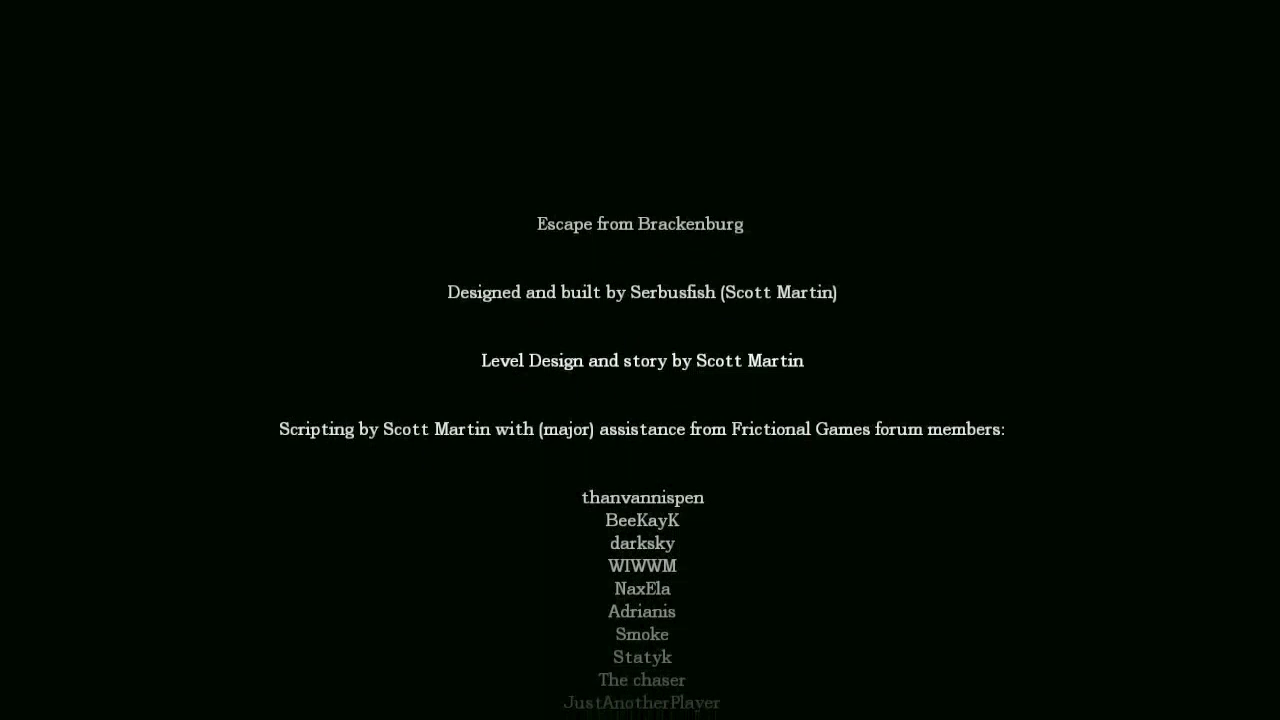 Escape from Brackenburg
Designed and built by Serbusfish (Scott Martin)
Level Design and story by Scott Martin
Scripting by Scott Martin with (major) assistance from Frictional Games forum members:
thanvannispen
BeeKayK
darksky
WIWWM
NaxEla
Adrianis
Smoke
Statyk
The chaser
JustAnotherPlayer